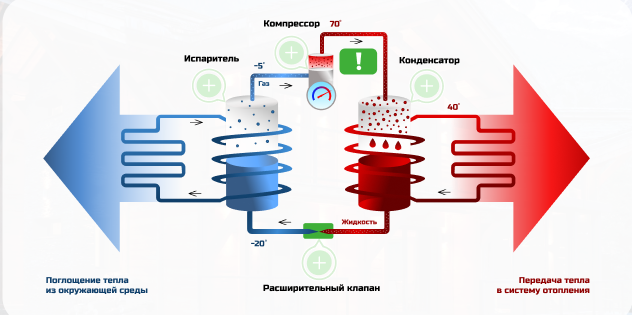 Компрессор 70°
Испаритель
-5°
Газ
!
Конденсатор
40°
Жидкость
-20°
Расширительный клапан
Поглощение тепла
из окружающей среды
Передача тепла
в систему отопления